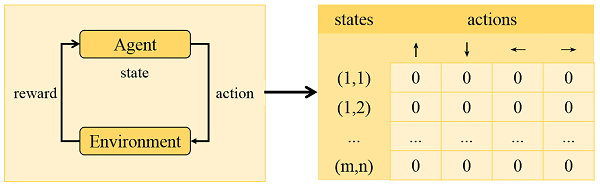 Agent
state
reward
action
Environment
states actions
↑ ↓ ← →
(1,1) 0 0 0 0
(1,2) 0 0 0 0
... ... ... ... ...
(m,n) 0 0 0 0